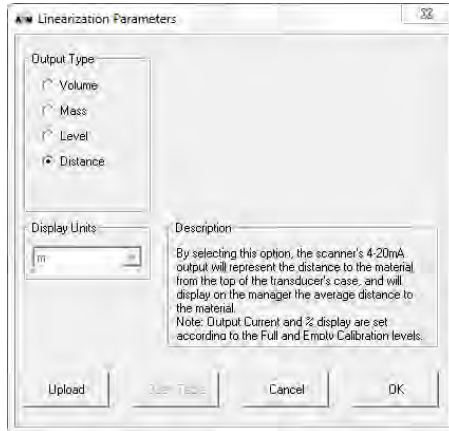 Linearization Parameters
Output Type
Volume
Mass
Level
Distance
Display Units
m
Description
By selecting this option, the scanner's 4-20mA
output will represent the distance to the material
from the top of the transducer's case, and will
display on the manager the average distance to
the material.
Note: Output Current and % display are set
according to the Full and Empty Calibration levels.
Upload
Table
Cancel
OK